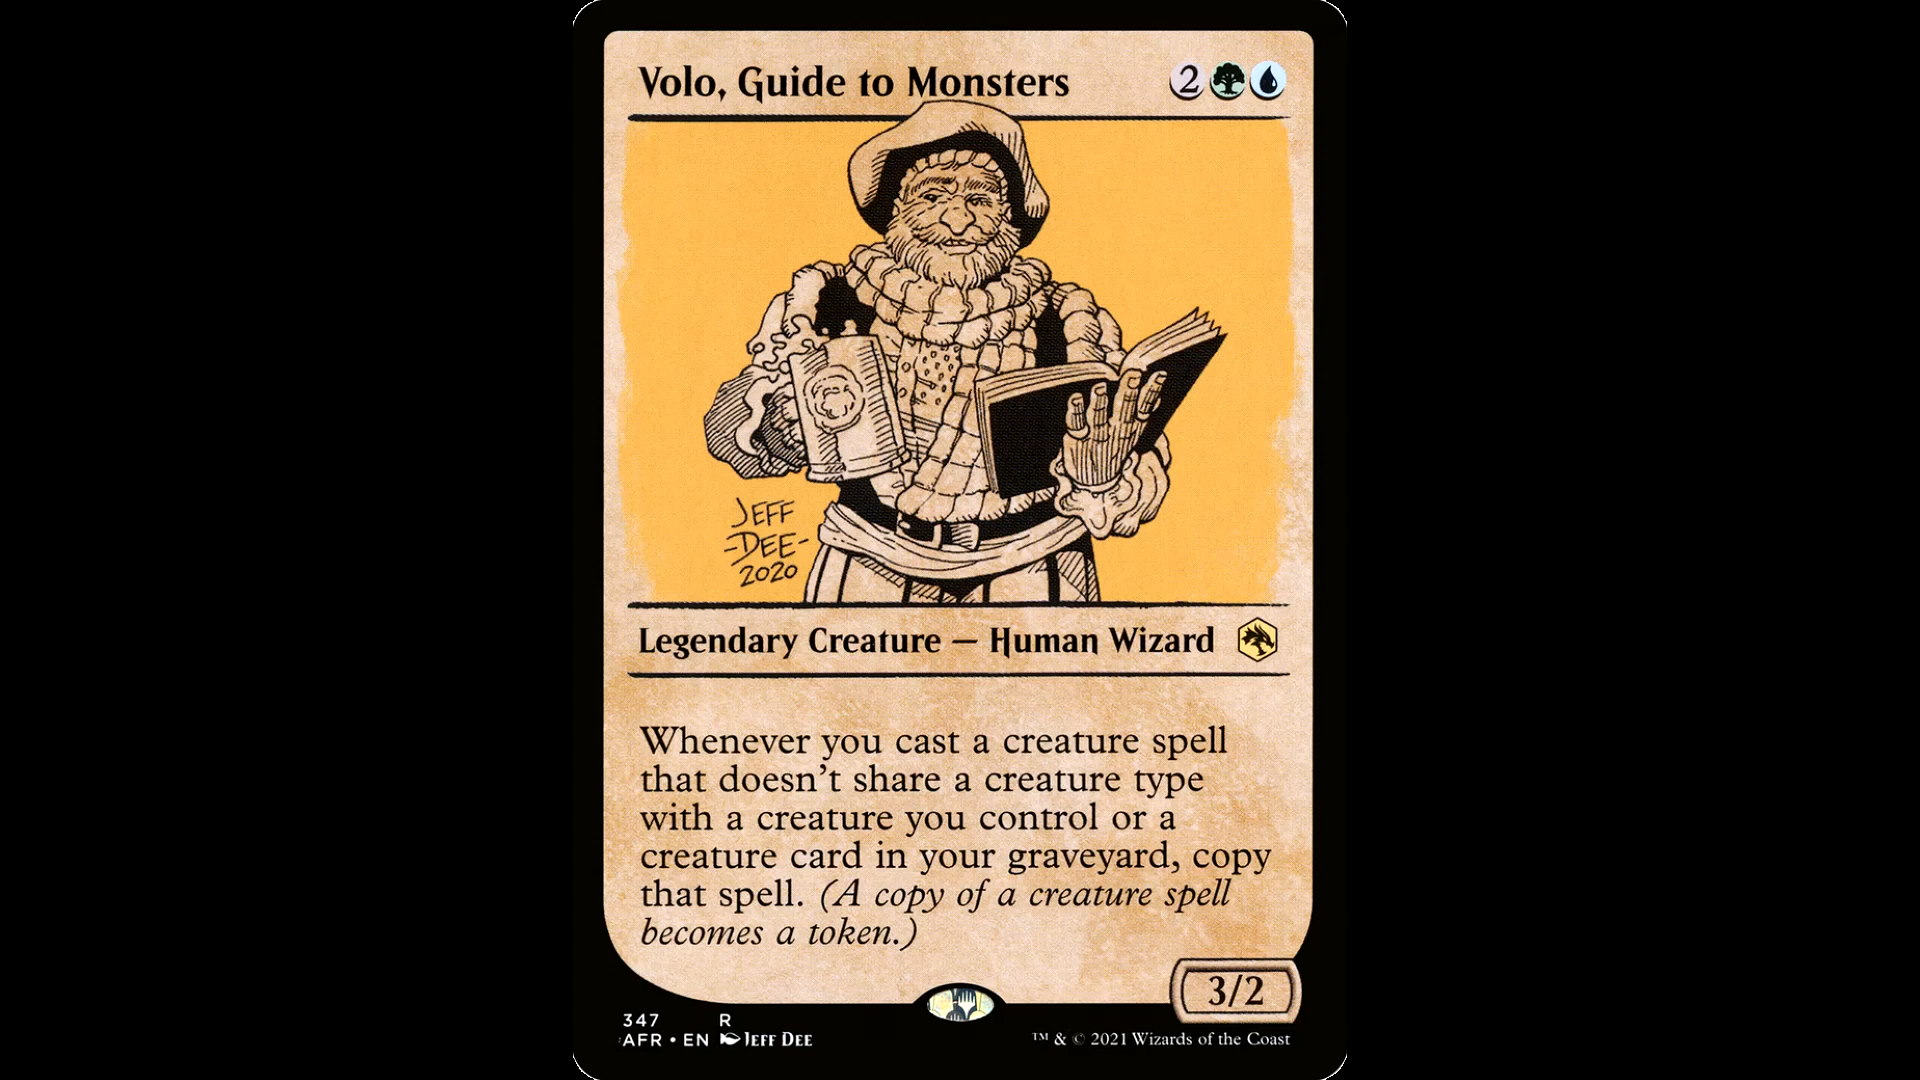 Volo, Guide to Monsters
2
JEFF
-DEE-
2020
Legendary Creature — Human Wizard
Whenever you cast a creature spell
that doesn't share a creature type
with a creature you control or a
creature card in your graveyard, copy
that spell. (A copy of a creature spell
becomes a token.)
3/2
347 R
AFR • EN JEFF DEE
™ & © 2021 Wizards of the Coast